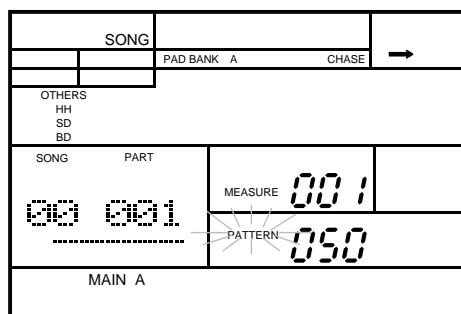 SONG
PAD BANK A CHASE
OTHERS
HH
SD
BD
SONG PART
00 001
MEASURE 001
PATTERN 050
MAIN A